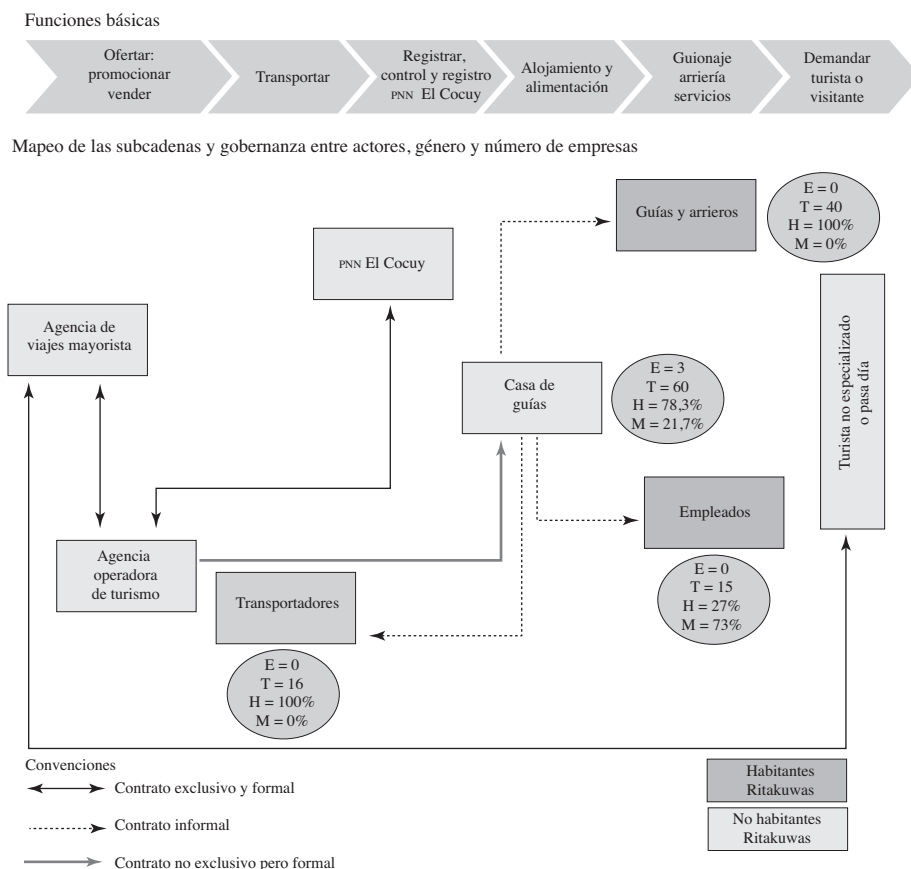 Funciones básicas
Ofertar:
promocionar
vender
Transportar
Registrar,
control y registro
PNN El Cocuy
Alojamiento y
alimentación
Guionaje
arriería
servicios
Demandar
turista o
visitante
Mapeo de las subcadenas y gobernanza entre actores, género y número de empresas
Guías y arrieros
E = 0
T = 40
H = 100%
M = 0%
PNN El Cocuy
Agencia de
viajes mayorista
Casa de
guías
E = 3
T = 60
H = 78,3%
M = 21,7%
Turista no especializado
o pasa día
Empleados
E = 0
T = 15
H = 27%
M = 73%
Agencia
operadora
de turismo
Transportadores
E = 0
T = 16
H = 100%
M = 0%
Convenciones
Contrato exclusivo y formal
Contrato informal
Contrato no exclusivo pero formal
Habitantes
Ritakuwas
No habitantes
Ritakuwas